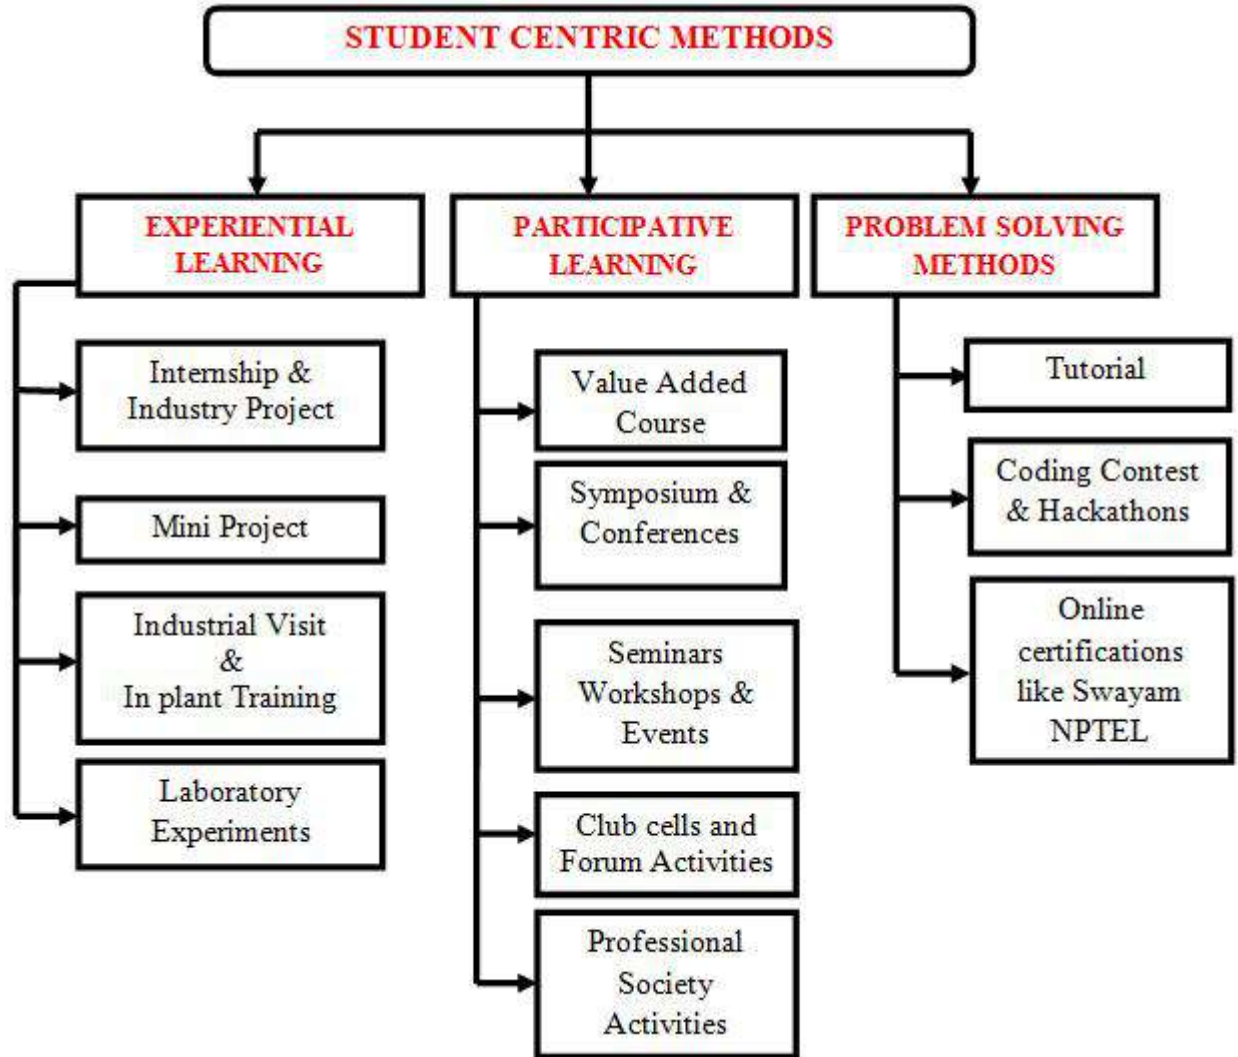 STUDENT CENTRIC METHODS
EXPERIENTIAL
LEARNING
Internship &
Industry Project
Mini Project
Industrial Visit
&
In plant Training
Laboratory
Experiments
PARTICIPATIVE
LEARNING
Value Added
Course
Symposium &
Conferences
Seminars
Workshops &
Events
Club cells and
Forum Activities
Professional
Society
Activities
PROBLEM SOLVING
METHODS
Tutorial
Coding Contest
& Hackathons
Online
certifications
like Swayam
NPTEL